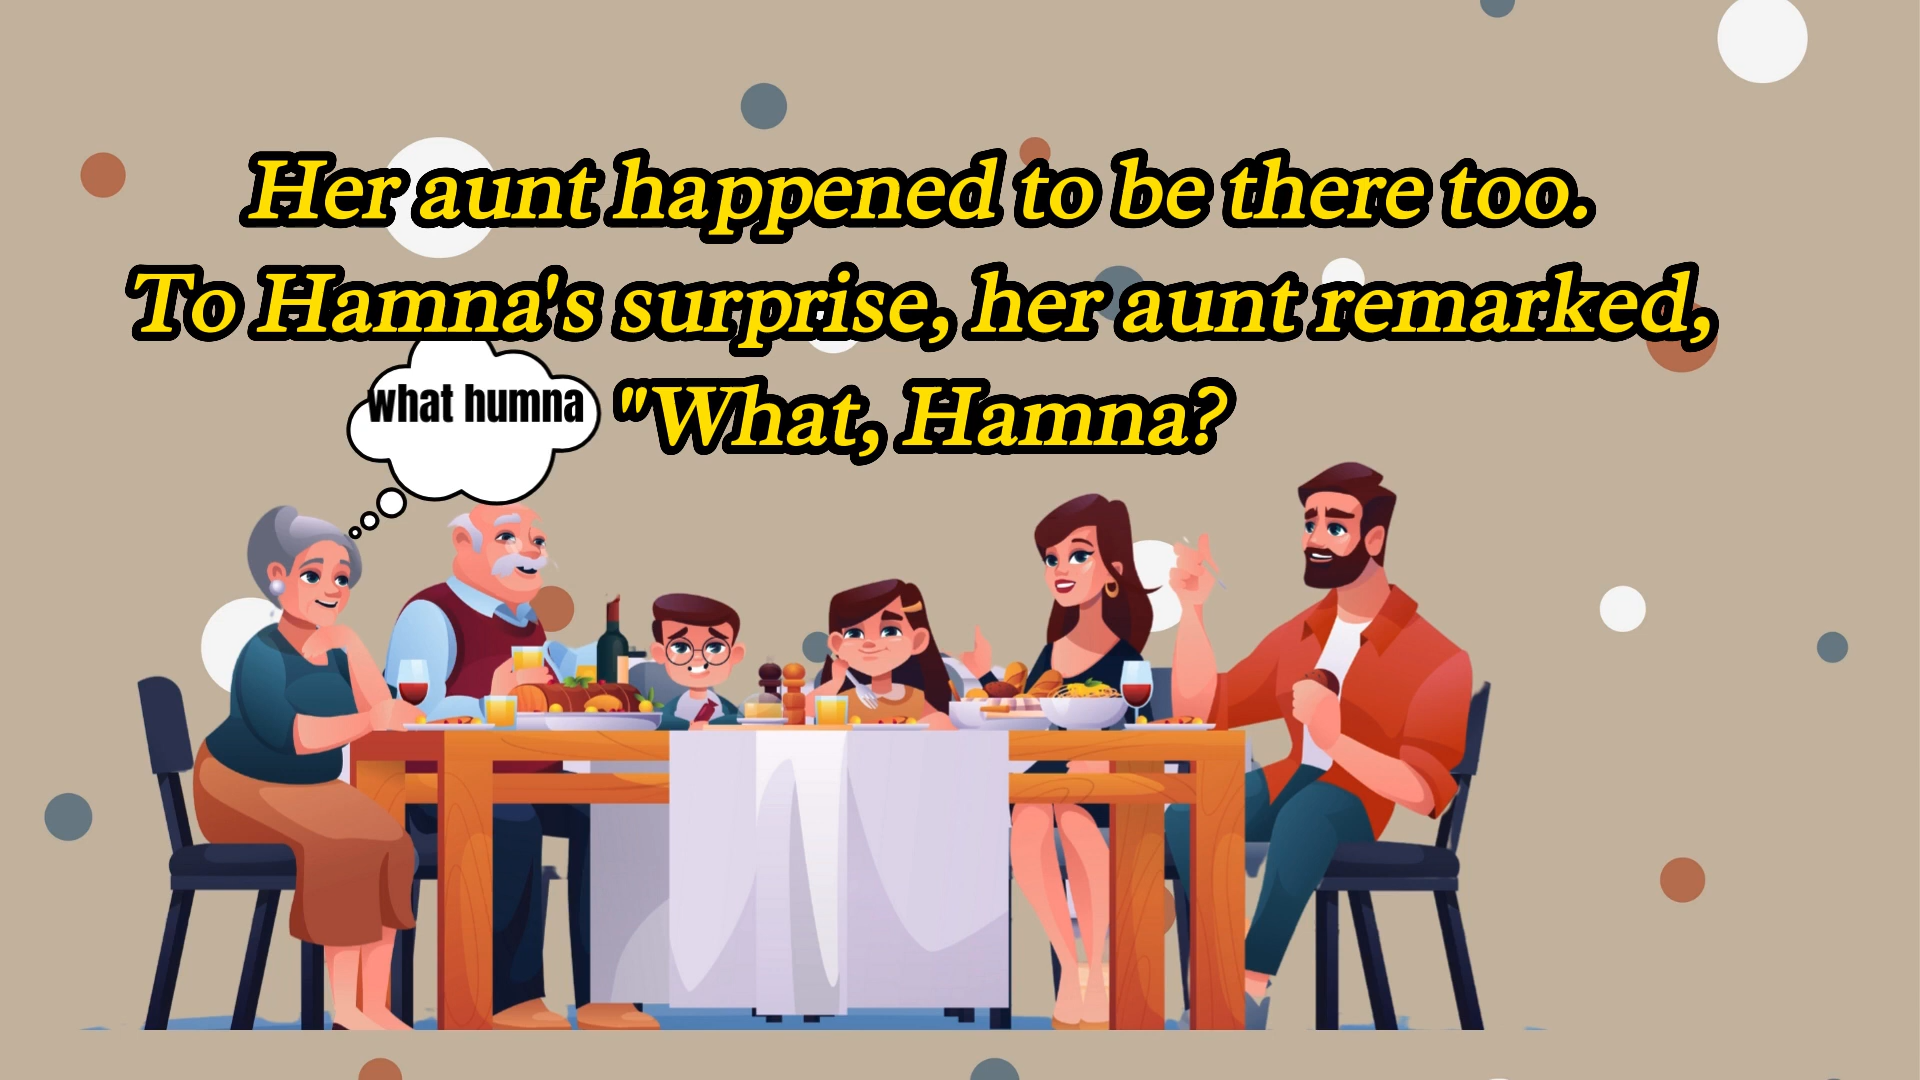 Her aunt happened to be there too.
To Hamna's surprise, her aunt remarked,
"What, Hamna?
what humna